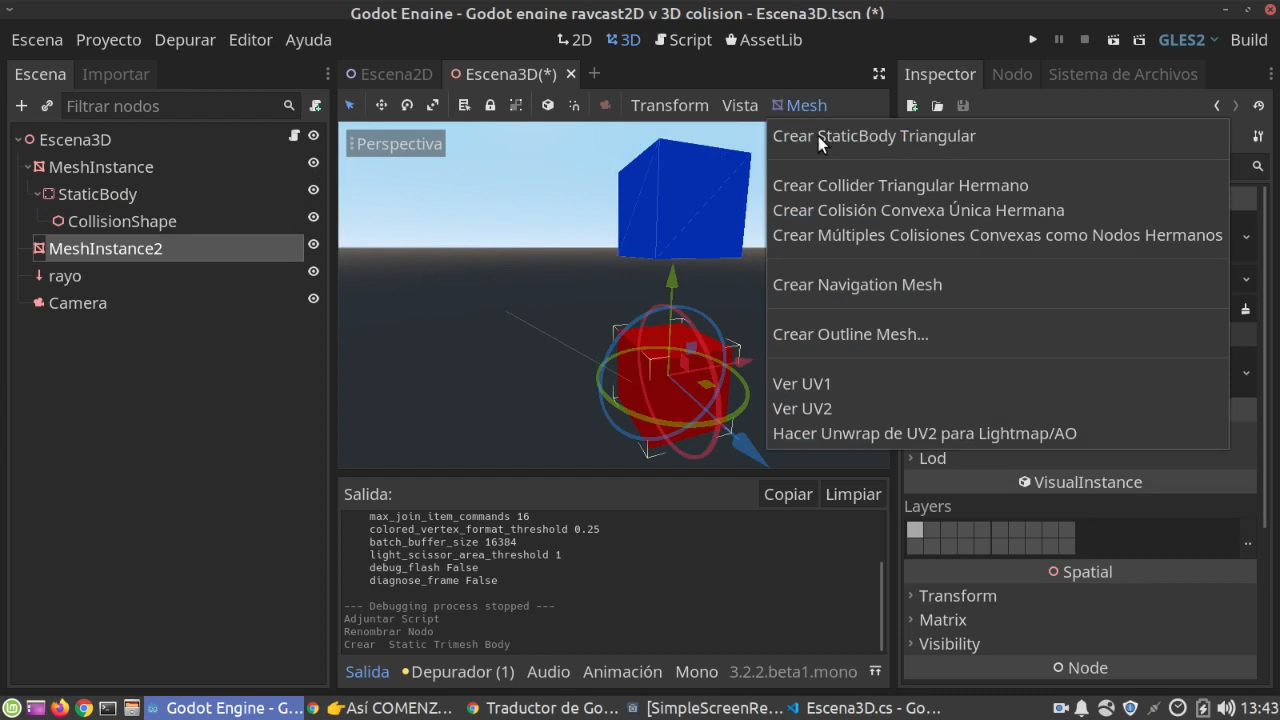 Godot Engine - Godot engine raycast2D y 3D colision - Escena3D.tscn (*)
Escena Proyecto Depurar Editor Ayuda
2D 3D Script AssetLib
GLES2 Build
Escena Importar
Escena2D Escena3D(*)
Inspector Nodo Sistema de Archivos
Filtrar nodos
Transform Vista Mesh
Escena3D
MeshInstance
StaticBody
CollisionShape
MeshInstance2
rayo
Camera
Perspectiva
Crear StaticBody Triangular
Crear Collider Triangular Hermano
Crear Colisión Convexa Única Hermana
Crear Múltiples Colisiones Convexas como Nodos Hermanos
Crear Navigation Mesh
Crear Outline Mesh...
Ver UV1
Ver UV2
Hacer Unwrap de UV2 para Lightmap/AO
Lod
VisualInstance
Layers
..
Spatial
Transform
Matrix
Visibility
Node
Salida: Copiar Limpiar
max_join_item_commands 16
colored_vertex_format_threshold 0.25
batch_buffer_size 16384
light_scissor_area_threshold 1
debug_flash False
diagnose_frame False
--- Debugging process stopped ---
Adjuntar Script
Renombrar Nodo
Crear  Static Trimesh Body
Salida Depurador (1) Audio Animación Mono 3.2.2.beta1.mono
Godot Engine - G... Así COMENZ... Traductor de Go... [SimpleScreenRe... Escena3D.cs - Go... 13:43